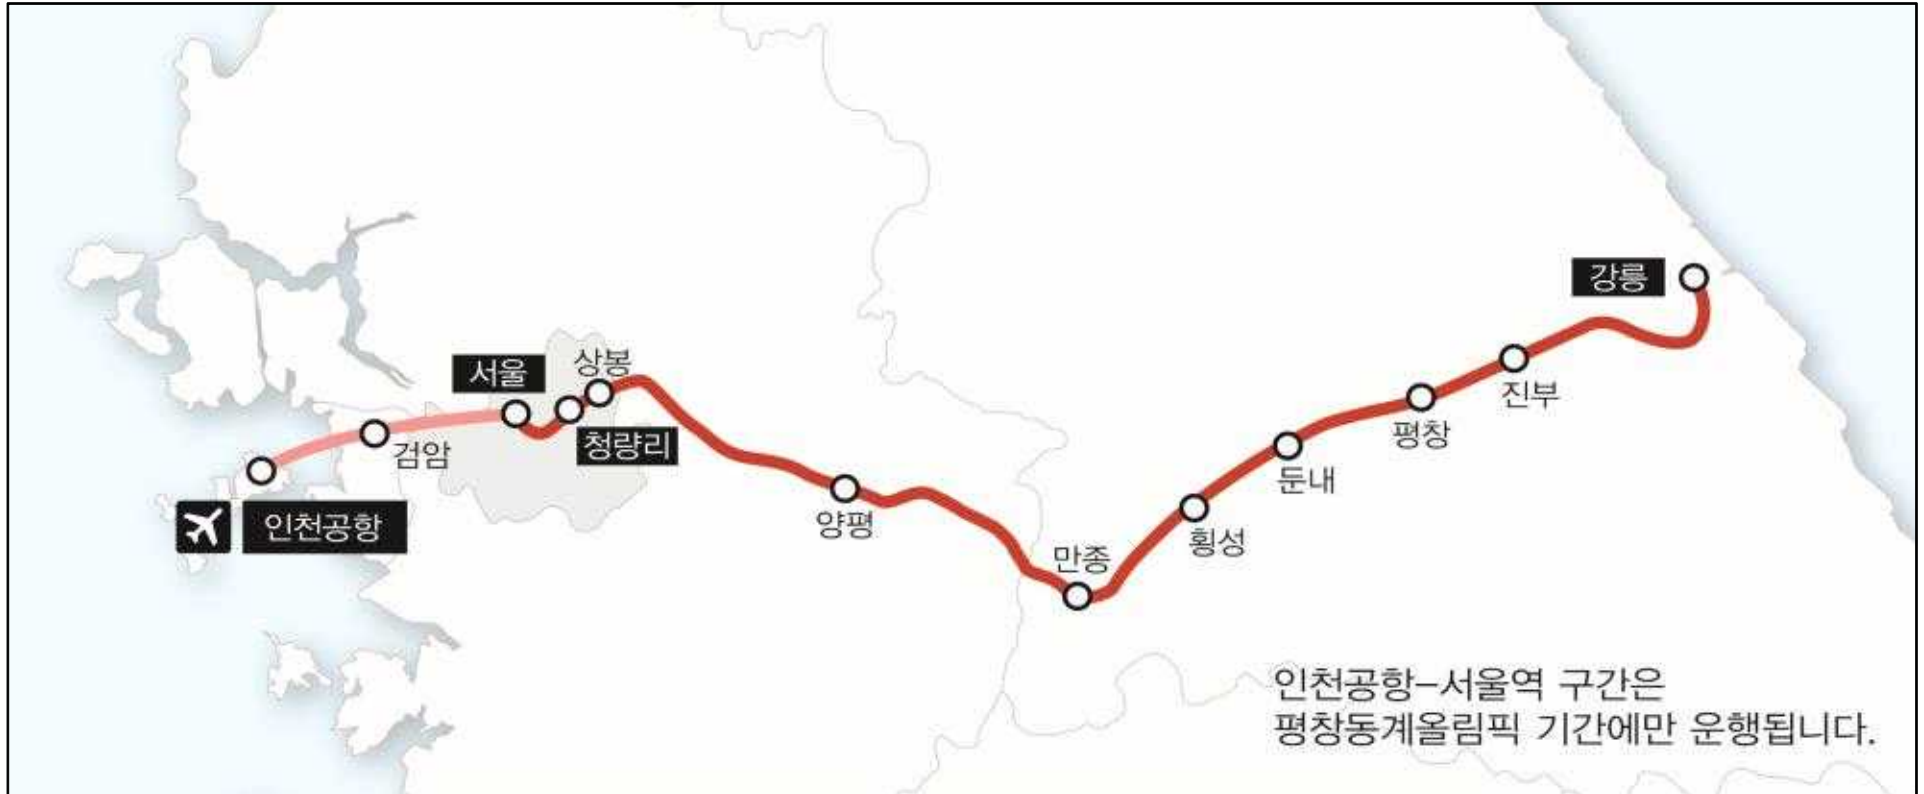 강릉
상봉
서울
진부
청량리
평창
검암
둔내
양평
인천공항
횡성
만종
인천공항–서울역 구간은
평창동계올림픽 기간에만 운행됩니다.